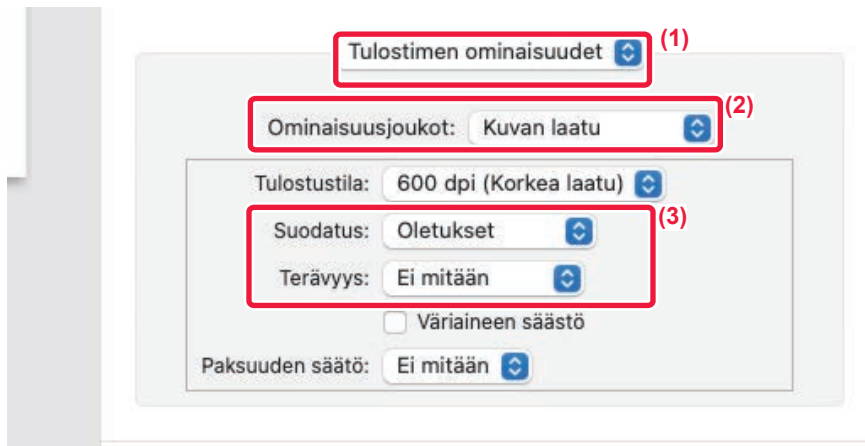 Tulostimen ominaisuudet (1)
Ominaisuusjoukot: Kuvan laatu (2)
Tulostustila: 600 dpi (Korkea laatu)
Suodatus: Oletukset (3)
Terävyys: Ei mitään
Väriaineen säästö
Paksuuden säätö: Ei mitään